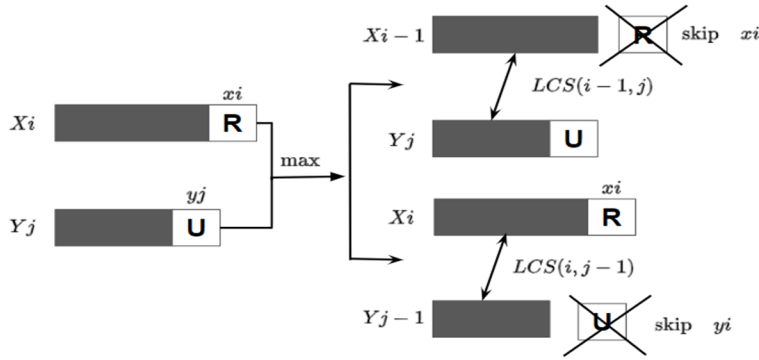 Xi − 1 R skip xi
LCS(i − 1, j)
xi
Xi R
Yj U
max
yj
Yj U
xi
Xi R
LCS(i, j − 1)
Yj − 1 U skip yi